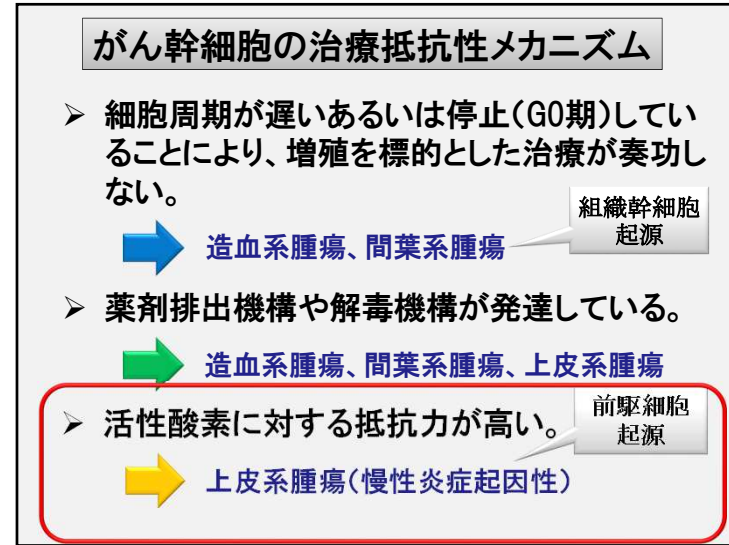 がん幹細胞の治療抵抗性メカニズム
➢ 細胞周期が遅いあるいは停止(G0期)してい
ることにより、増殖を標的とした治療が奏功し
ない。
組織幹細胞
起源
造血系腫瘍、間葉系腫瘍
➢ 薬剤排出機構や解毒機構が発達している。
造血系腫瘍、間葉系腫瘍、上皮系腫瘍
➢ 活性酸素に対する抵抗力が高い。
前駆細胞
起源
上皮系腫瘍(慢性炎症起因性)